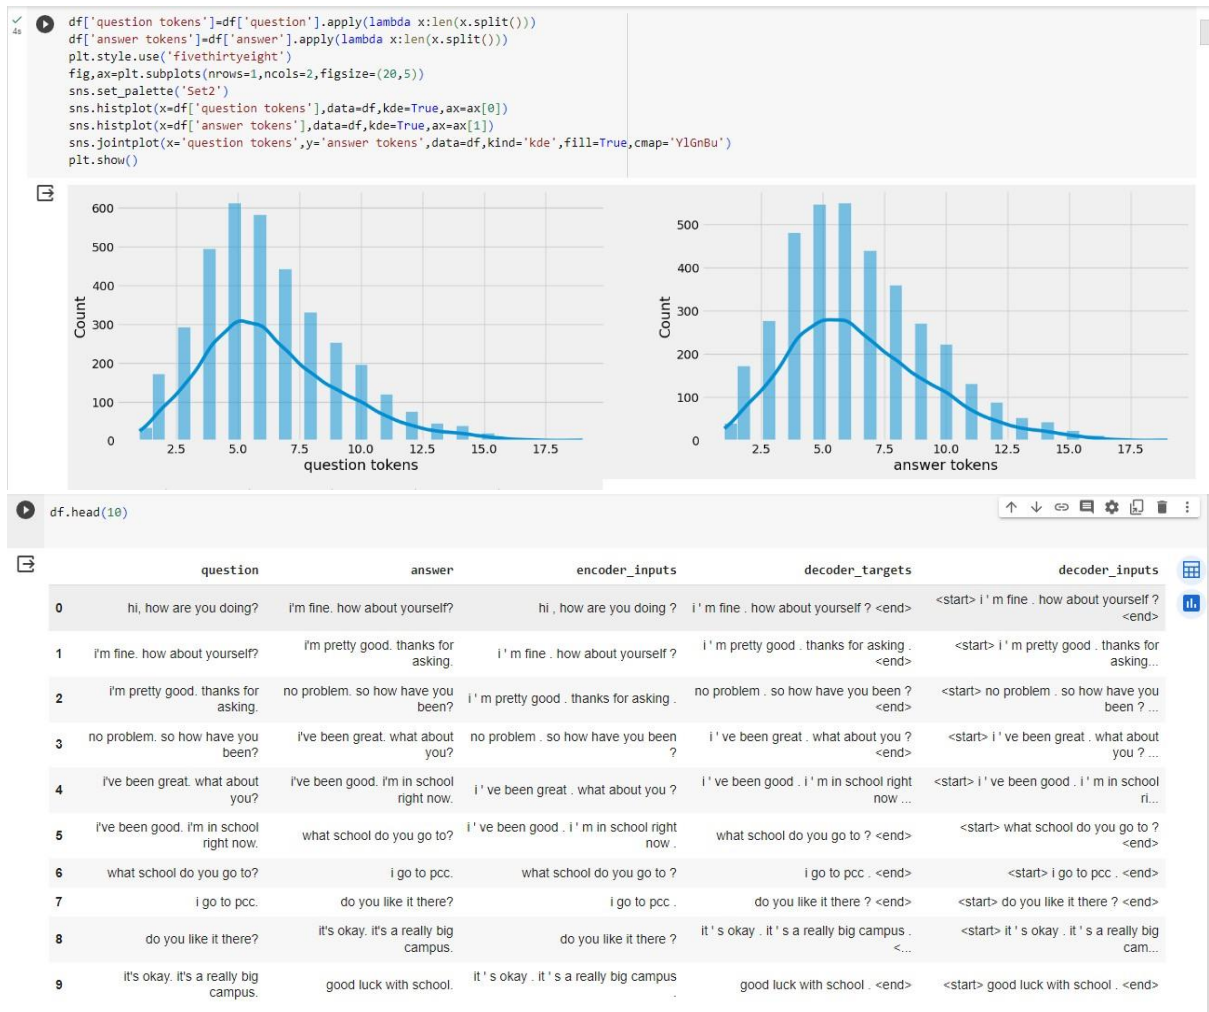 df['question tokens']=df['question'].apply(lambda x:len(x.split()))
df['answer tokens']=df['answer'].apply(lambda x:len(x.split()))
plt.style.use('fivethirtyeight')
fig,ax=plt.subplots(nrows=1,ncols=2,figsize=(20,5))
sns.set_palette('Set2')
sns.histplot(x=df['question tokens'],data=df,kde=True,ax=ax[0])
sns.histplot(x=df['answer tokens'],data=df,kde=True,ax=ax[1])
sns.jointplot(x='question tokens',y='answer tokens',data=df,kind='kde',fill=True,cmap='YlGnBu')
plt.show()
4s
600
500
400
300
200
100
0
Count
2.5 5.0 7.5 10.0 12.5 15.0 17.5
question tokens
500
400
300
200
100
0
Count
2.5 5.0 7.5 10.0 12.5 15.0 17.5
answer tokens
df.head(10)
question answer encoder_inputs decoder_targets decoder_inputs
0 hi, how are you doing? i'm fine. how about yourself? hi , how are you doing ? i ' m fine . how about yourself ? <end> <start> i ' m fine . how about yourself ?
<end>
1 i'm fine. how about yourself? i'm pretty good. thanks for i ' m fine . how about yourself ? i ' m pretty good . thanks for asking . <start> i ' m pretty good . thanks for
asking. <end> asking...
2 i'm pretty good. thanks for no problem. so how have you i ' m pretty good . thanks for asking . no problem . so how have you been ? <start> no problem . so how have you
asking. been? <end> been ? ...
3 no problem. so how have you i've been great. what about no problem . so how have you been i ' ve been great . what about you ? <start> i ' ve been great . what about
been? you? ? <end> you ? ...
4 i've been great. what about i've been good. i'm in school i ' ve been great . what about you ? i ' ve been good . i ' m in school right <start> i ' ve been good . i ' m in school
you? right now. now ... ri...
5 i've been good. i'm in school what school do you go to? i ' ve been good . i ' m in school right what school do you go to ? <end> <start> what school do you go to ?
right now. now . <end>
6 what school do you go to? i go to pcc. what school do you go to ? i go to pcc . <end> <start> i go to pcc . <end>
7 i go to pcc. do you like it there? i go to pcc . do you like it there ? <end> <start> do you like it there ? <end>
8 do you like it there? it's okay. it's a really big do you like it there ? it ' s okay . it ' s a really big campus . <start> it ' s okay . it ' s a really big
campus. <... cam...
9 it's okay. it's a really big good luck with school. it ' s okay . it ' s a really big campus good luck with school . <end> <start> good luck with school . <end>
campus. .